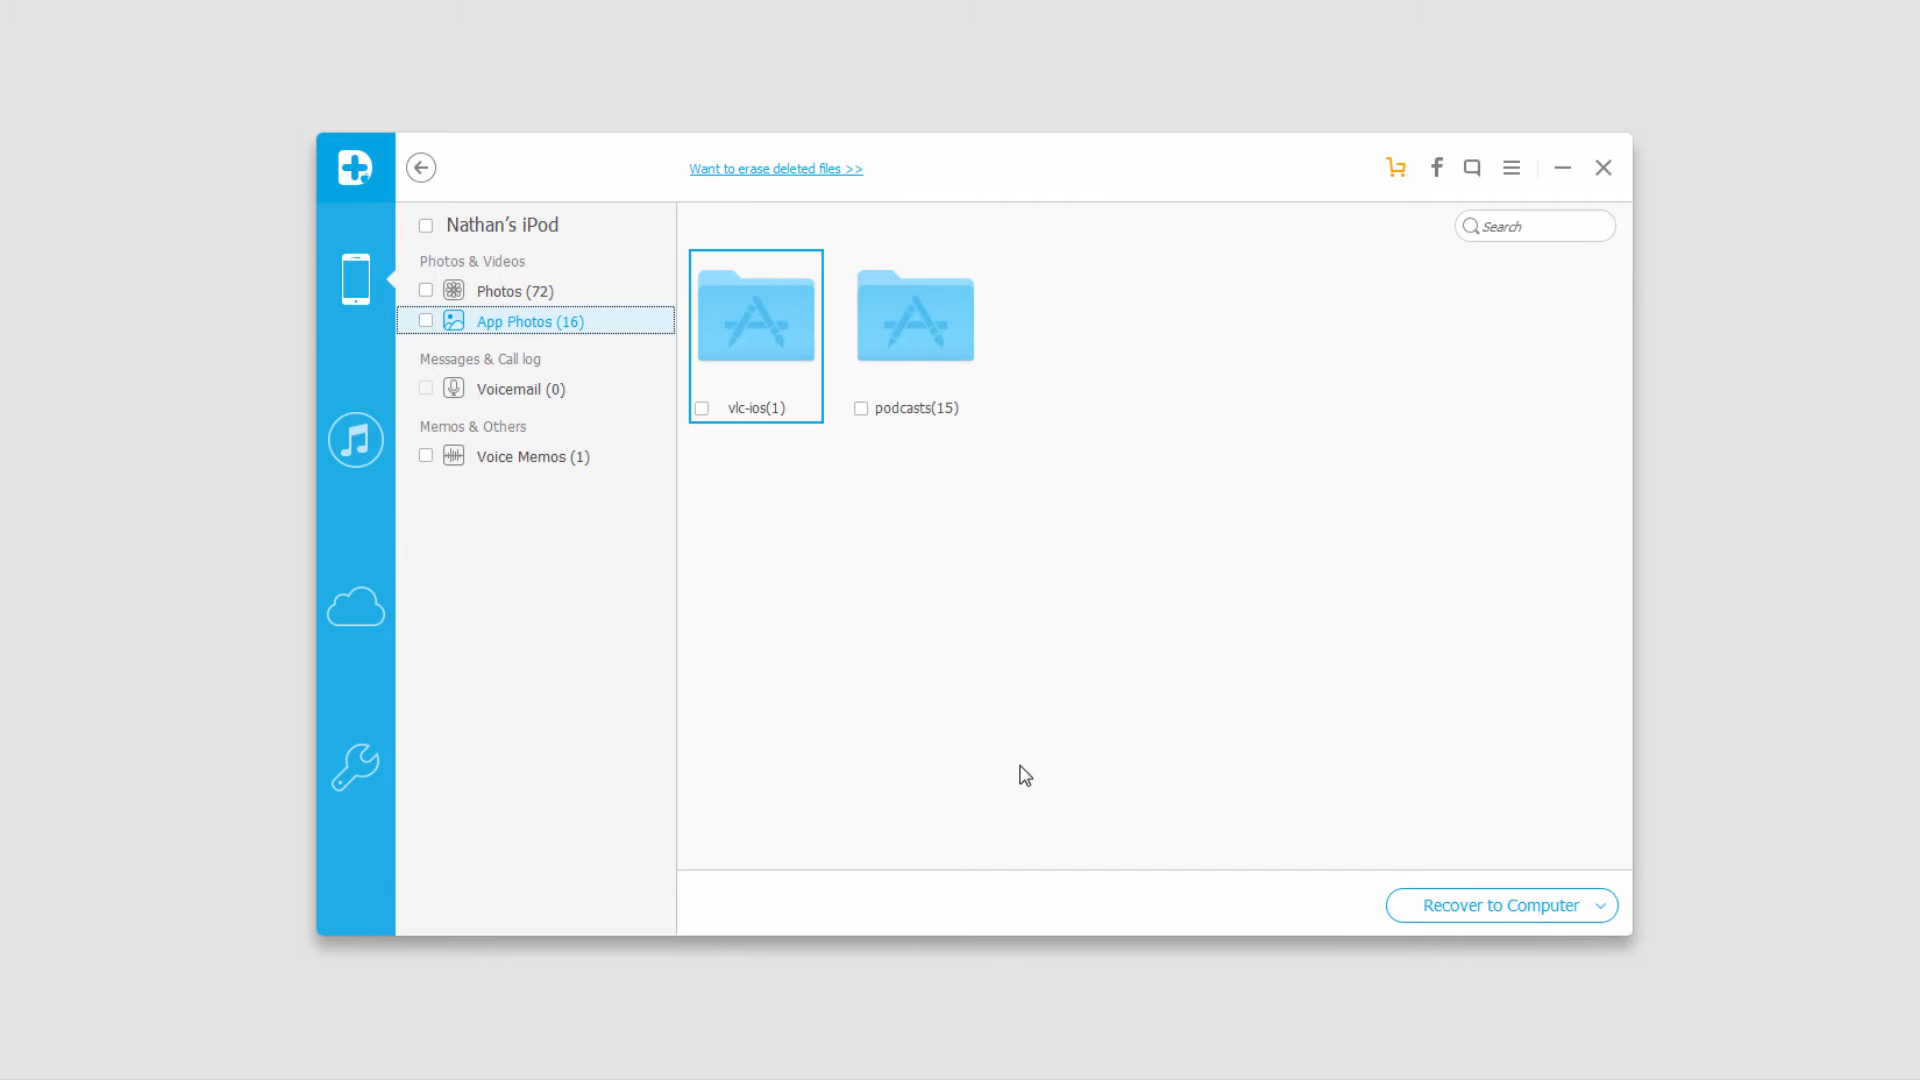 Want to erase deleted files >>
Nathan’s iPod
Search
Photos & Videos
Photos (72)
App Photos (16)
vlc-ios(1)
podcasts(15)
Messages & Call log
Voicemail (0)
Memos & Others
Voice Memos (1)
Recover to Computer